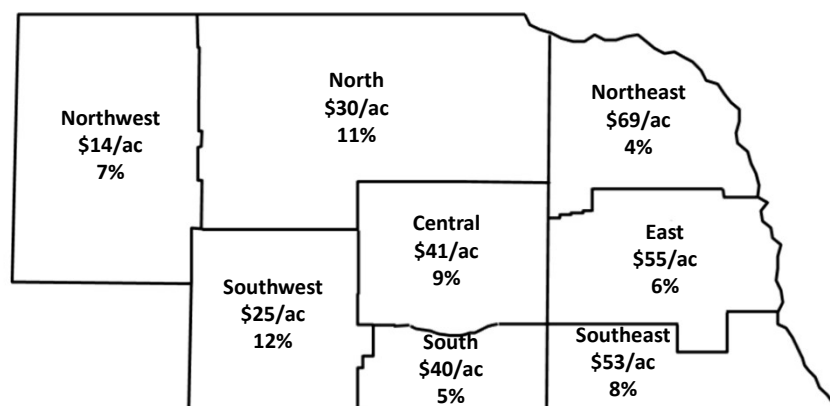 North
$30/ac
11%
Northwest
$14/ac
7%
Northeast
$69/ac
4%
Central
$41/ac
9%
East
$55/ac
6%
Southwest
$25/ac
12%
South
$40/ac
5%
Southeast
$53/ac
8%